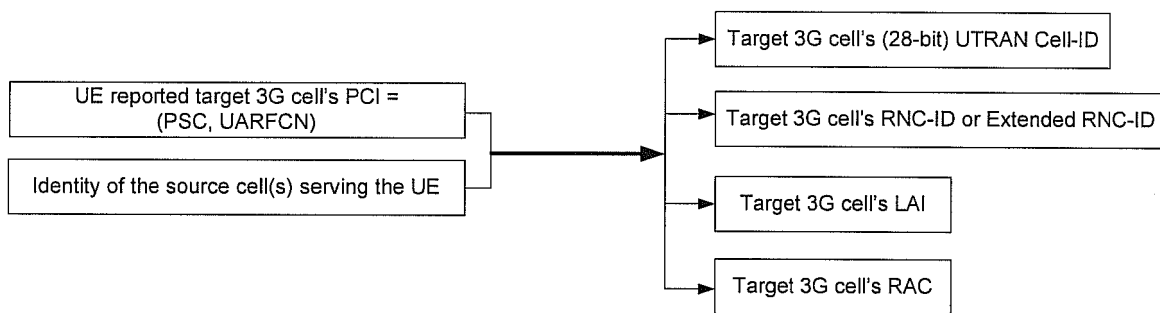 UE reported target 3G cell's PCI =
(PSC, UARFCN)
Identity of the source cell(s) serving the UE
Target 3G cell's (28-bit) UTRAN Cell-ID
Target 3G cell's RNC-ID or Extended RNC-ID
Target 3G cell's LAI
Target 3G cell's RAC